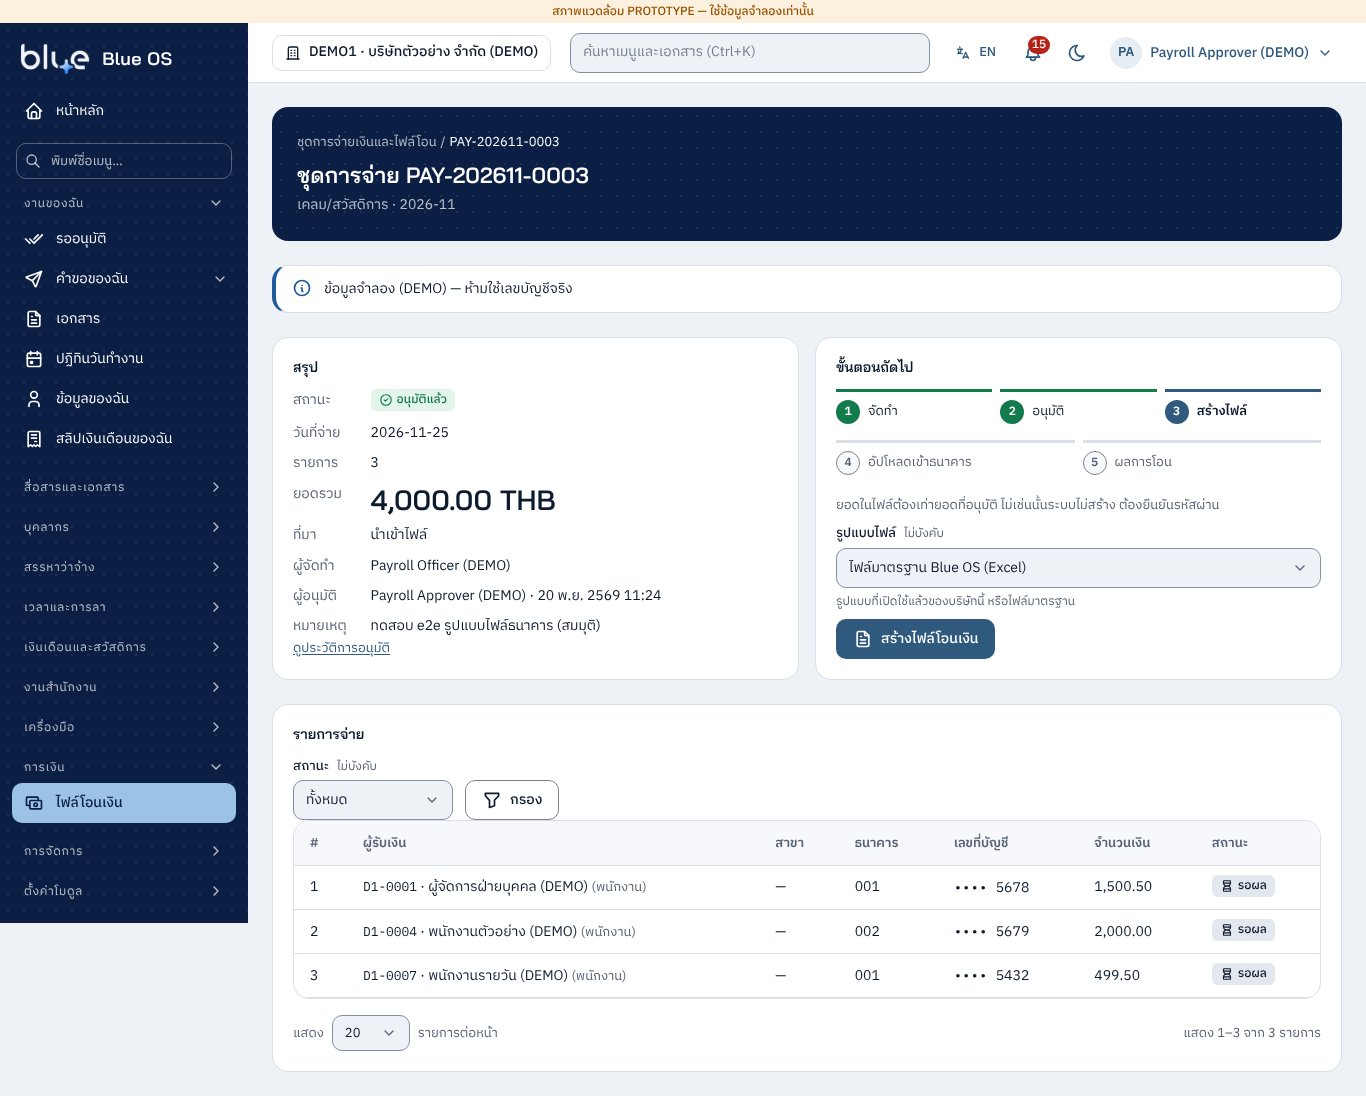 สภาพแวดล้อม PROTOTYPE — ใช้ข้อมูลจำลองเท่านั้น
blue Blue OS
DEMO1 · บริษัทตัวอย่าง จำกัด (DEMO)
ค้นหาเมนูและเอกสาร (Ctrl+K)
EN
15
PA Payroll Approver (DEMO)
หน้าหลัก
พิมพ์ชื่อเมนู...
งานของฉัน
รออนุมัติ
คำขอของฉัน
เอกสาร
ปฏิทินวันทำงาน
ข้อมูลของฉัน
สลิปเงินเดือนของฉัน
สื่อสารและเอกสาร
บุคลากร
สรรหาว่าจ้าง
เวลาและการลา
เงินเดือนและสวัสดิการ
งานสำนักงาน
เครื่องมือ
การเงิน
ไฟล์โอนเงิน
การจัดการ
ตั้งค่าโมดูล
ชุดการจ่ายเงินและไฟล์โอน / PAY-202611-0003
ชุดการจ่าย PAY-202611-0003
เคลม/สวัสดิการ · 2026-11
ข้อมูลจำลอง (DEMO) — ห้ามใช้เลขบัญชีจริง
สรุป
สถานะ อนุมัติแล้ว
วันที่จ่าย 2026-11-25
รายการ 3
ยอดรวม 4,000.00 THB
ที่มา นำเข้าไฟล์
ผู้จัดทำ Payroll Officer (DEMO)
ผู้อนุมัติ Payroll Approver (DEMO) · 20 พ.ย. 2569 11:24
หมายเหตุ ทดสอบ e2e รูปแบบไฟล์ธนาคาร (สมมุติ)
ดูประวัติการอนุมัติ
ขั้นตอนถัดไป
1 จัดทำ
2 อนุมัติ
3 สร้างไฟล์
4 อัปโหลดเข้าธนาคาร
5 ผลการโอน
ยอดในไฟล์ต้องเท่ายอดที่อนุมัติ ไม่เช่นนั้นระบบไม่สร้าง ต้องยืนยันรหัสผ่าน
รูปแบบไฟล์ ไม่บังคับ
ไฟล์มาตรฐาน Blue OS (Excel)
รูปแบบที่เปิดใช้แล้วของบริษัทนี้ หรือไฟล์มาตรฐาน
สร้างไฟล์โอนเงิน
รายการจ่าย
สถานะ ไม่บังคับ
ทั้งหมด
กรอง
# ผู้รับเงิน สาขา ธนาคาร เลขที่บัญชี จำนวนเงิน สถานะ
1 D1-0001 · ผู้จัดการฝ่ายบุคคล (DEMO) (พนักงาน) — 001 •••• 5678 1,500.50 รอผล
2 D1-0004 · พนักงานตัวอย่าง (DEMO) (พนักงาน) — 002 •••• 5679 2,000.00 รอผล
3 D1-0007 · พนักงานรายวัน (DEMO) (พนักงาน) — 001 •••• 5432 499.50 รอผล
แสดง 20 รายการต่อหน้า
แสดง 1–3 จาก 3 รายการ